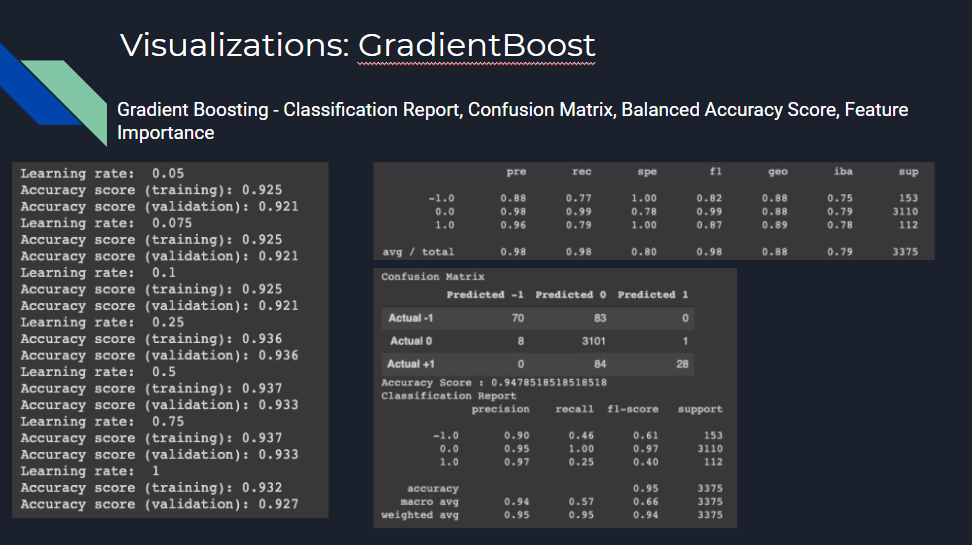 Visualizations: GradientBoost
Gradient Boosting - Classification Report, Confusion Matrix, Balanced Accuracy Score, Feature
Importance
Learning rate: 0.05
Accuracy score (training): 0.925
Accuracy score (validation): 0.921
Learning rate: 0.075
Accuracy score (training): 0.925
Accuracy score (validation): 0.921
Learning rate: 0.1
Accuracy score (training): 0.925
Accuracy score (validation): 0.921
Learning rate: 0.25
Accuracy score (training): 0.936
Accuracy score (validation): 0.936
Learning rate: 0.5
Accuracy score (training): 0.937
Accuracy score (validation): 0.933
Learning rate: 0.75
Accuracy score (training): 0.937
Accuracy score (validation): 0.933
Learning rate: 1
Accuracy score (training): 0.932
Accuracy score (validation): 0.927
pre rec spe f1 geo iba sup
-1.0 0.88 0.77 1.00 0.82 0.88 0.75 153
0.0 0.98 0.99 0.78 0.99 0.88 0.79 3110
1.0 0.96 0.79 1.00 0.87 0.89 0.78 112
avg / total 0.98 0.98 0.80 0.98 0.88 0.79 3375
Confusion Matrix
Predicted -1 Predicted 0 Predicted 1
Actual -1 70 83 0
Actual 0 8 3101 1
Actual +1 0 84 28
Accuracy Score : 0.9478518518518518
Classification Report
precision recall f1-score support
-1.0 0.90 0.46 0.61 153
0.0 0.95 1.00 0.97 3110
1.0 0.97 0.25 0.40 112
accuracy 0.95 3375
macro avg 0.94 0.57 0.66 3375
weighted avg 0.95 0.95 0.94 3375